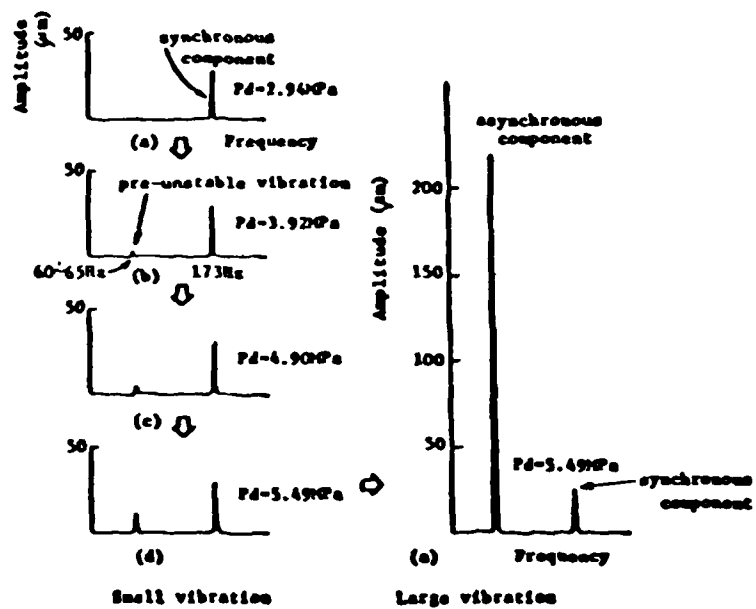 Amplitude (μm)
50
synchronous
component
Pd=2.94MPa
(a)
Frequency
50
pre-unstable vibration
Pd=3.92MPa
60~65Hz
(b)
173Hz
50
Pd=4.90MPa
(c)
50
Pd=5.49MPa
(d)
Small vibration
Amplitude (μm)
asynchronous
component
200
150
100
50
Pd=5.49MPa
synchronous
component
Frequency
Large vibration